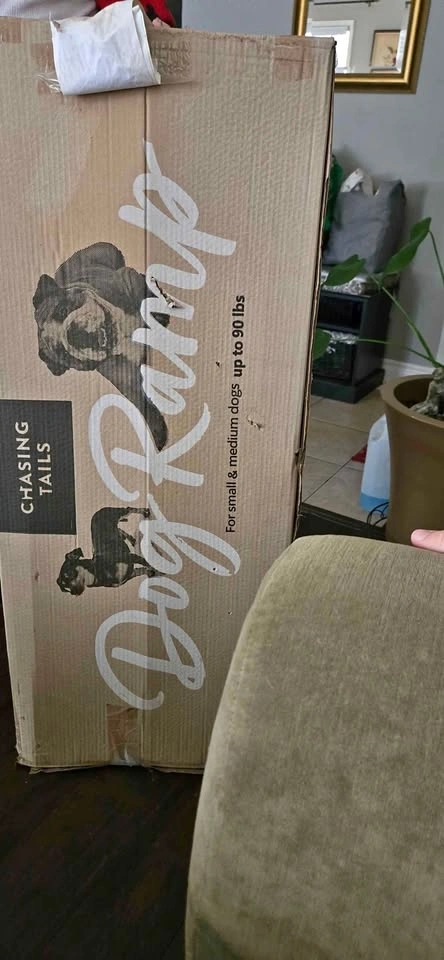 CHASING
TAILS
Dog Ramp
For small & medium dogs up to 90 lbs